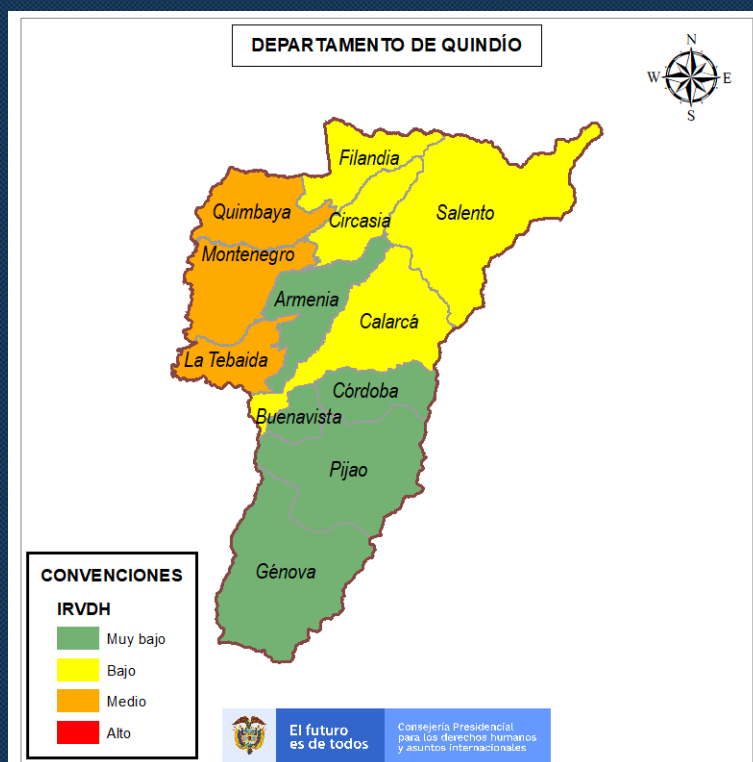 DEPARTAMENTO DE QUINDÍO
N
W
E
S
Filandia
Quimbaya
Circasia
Salento
Montenegro
Armenia
Calarcá
La Tebaida
Córdoba
Buenavista
Pijao
Génova
CONVENCIONES
IRVDH
Muy bajo
Bajo
Medio
Alto
El futuro
es de todos
Consejería Presidencial
para los derechos humanos
y asuntos internacionales